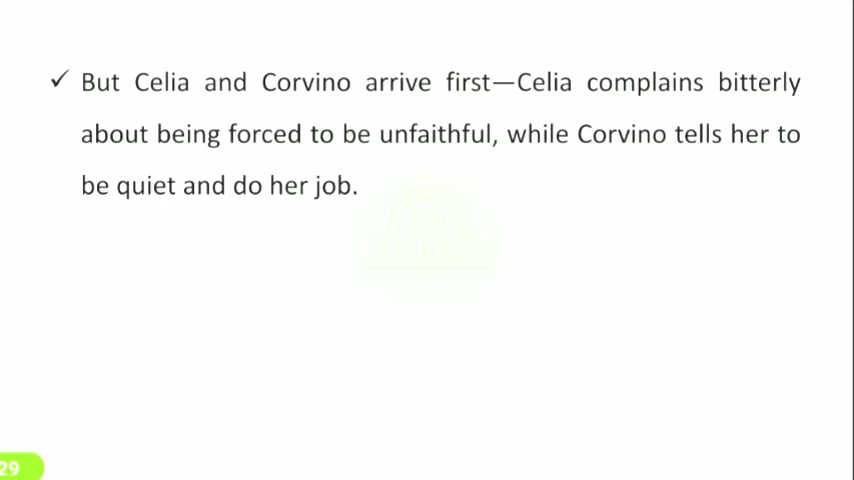 ✓ But Celia and Corvino arrive first—Celia complains bitterly
about being forced to be unfaithful, while Corvino tells her to
be quiet and do her job.
29